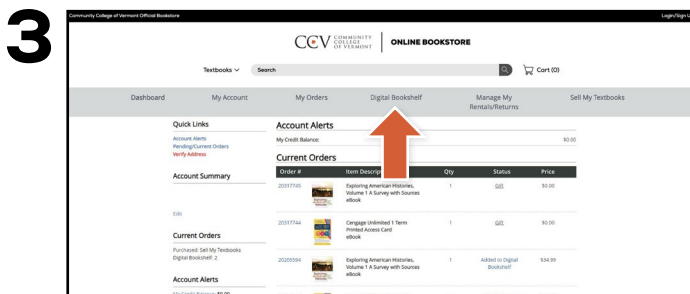 3
Community College of Vermont Official Bookstore
Login/Sign U
CCV COMMUNITY COLLEGE OF VERMONT ONLINE BOOKSTORE
Textbooks
Search
Cart (0)
Dashboard My Account My Orders Digital Bookshelf Manage My Rentals/Returns Sell My Textbooks
Quick Links
Account Alerts
Pending/Current Orders
Verify Address
Account Summary
Edit
Current Orders
Purchased: Sell My Textbooks
Digital Bookshelf: 2
Account Alerts
My Credit Balance: $0.00
Account Alerts
My Credit Balance: $0.00
Current Orders
Order # Item Descrip Qty Status Price
20317745 Exploring American Histories, 1 Gift $0.00
Volume 1 A Survey with Sources
eBook
20317744 Cengage Unlimited 1 Term 1 Gift $0.00
Printed Access Card
eBook
20205594 Exploring American Histories, 1 Added to Digital $34.99
Volume 1 A Survey with Sources Bookshelf
eBook